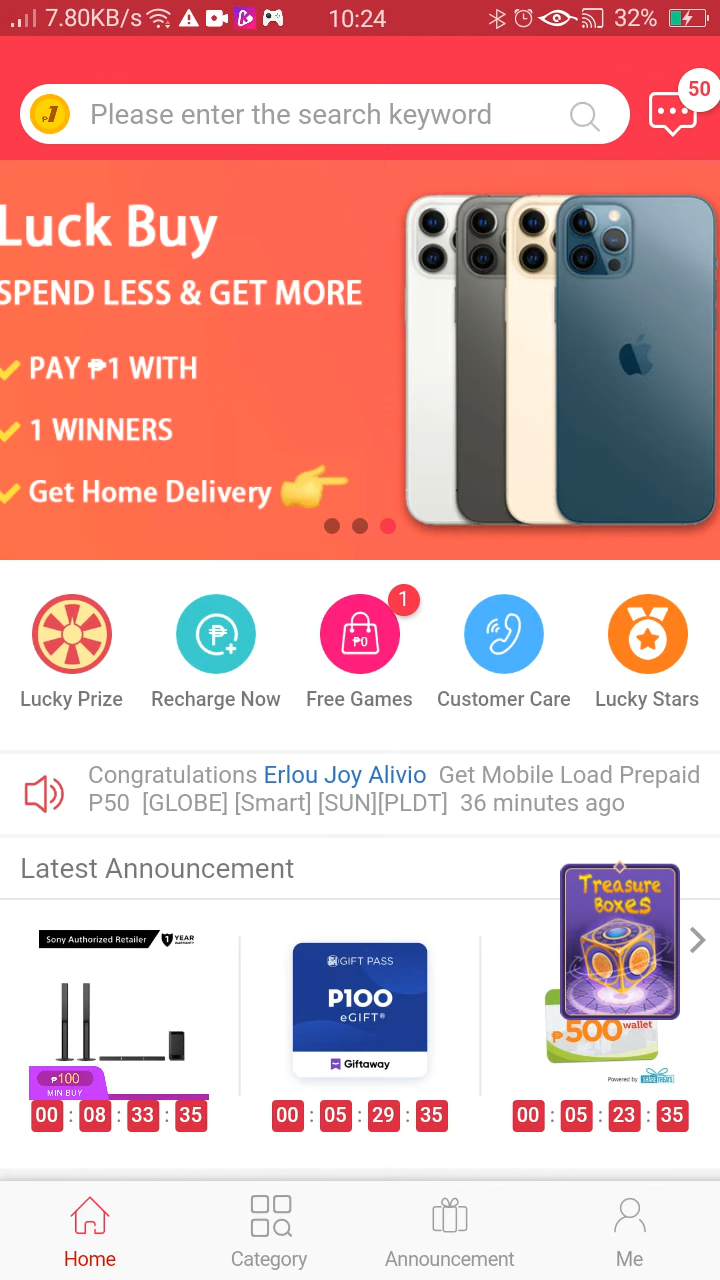 7.80KB/s 10:24 32%
₱1 Please enter the search keyword 50
Luck Buy
SPEND LESS & GET MORE
PAY ₱1 WITH
1 WINNERS
Get Home Delivery
1
₱0
Lucky Prize Recharge Now Free Games Customer Care Lucky Stars
Congratulations Erlou Joy Alivio Get Mobile Load Prepaid
P50 [GLOBE] [Smart] [SUN][PLDT] 36 minutes ago
Latest Announcement
Treasure
Boxes
Sony Authorized Retailer 1 YEAR
WARRANTY
₱100
MIN BUY
GIFT PASS
P100
eGIFT®
Giftaway
₱500 wallet
Powered by SHARETREATS
00 : 08 : 33 : 35 00 : 05 : 29 : 35 00 : 05 : 23 : 35
Home Category Announcement Me